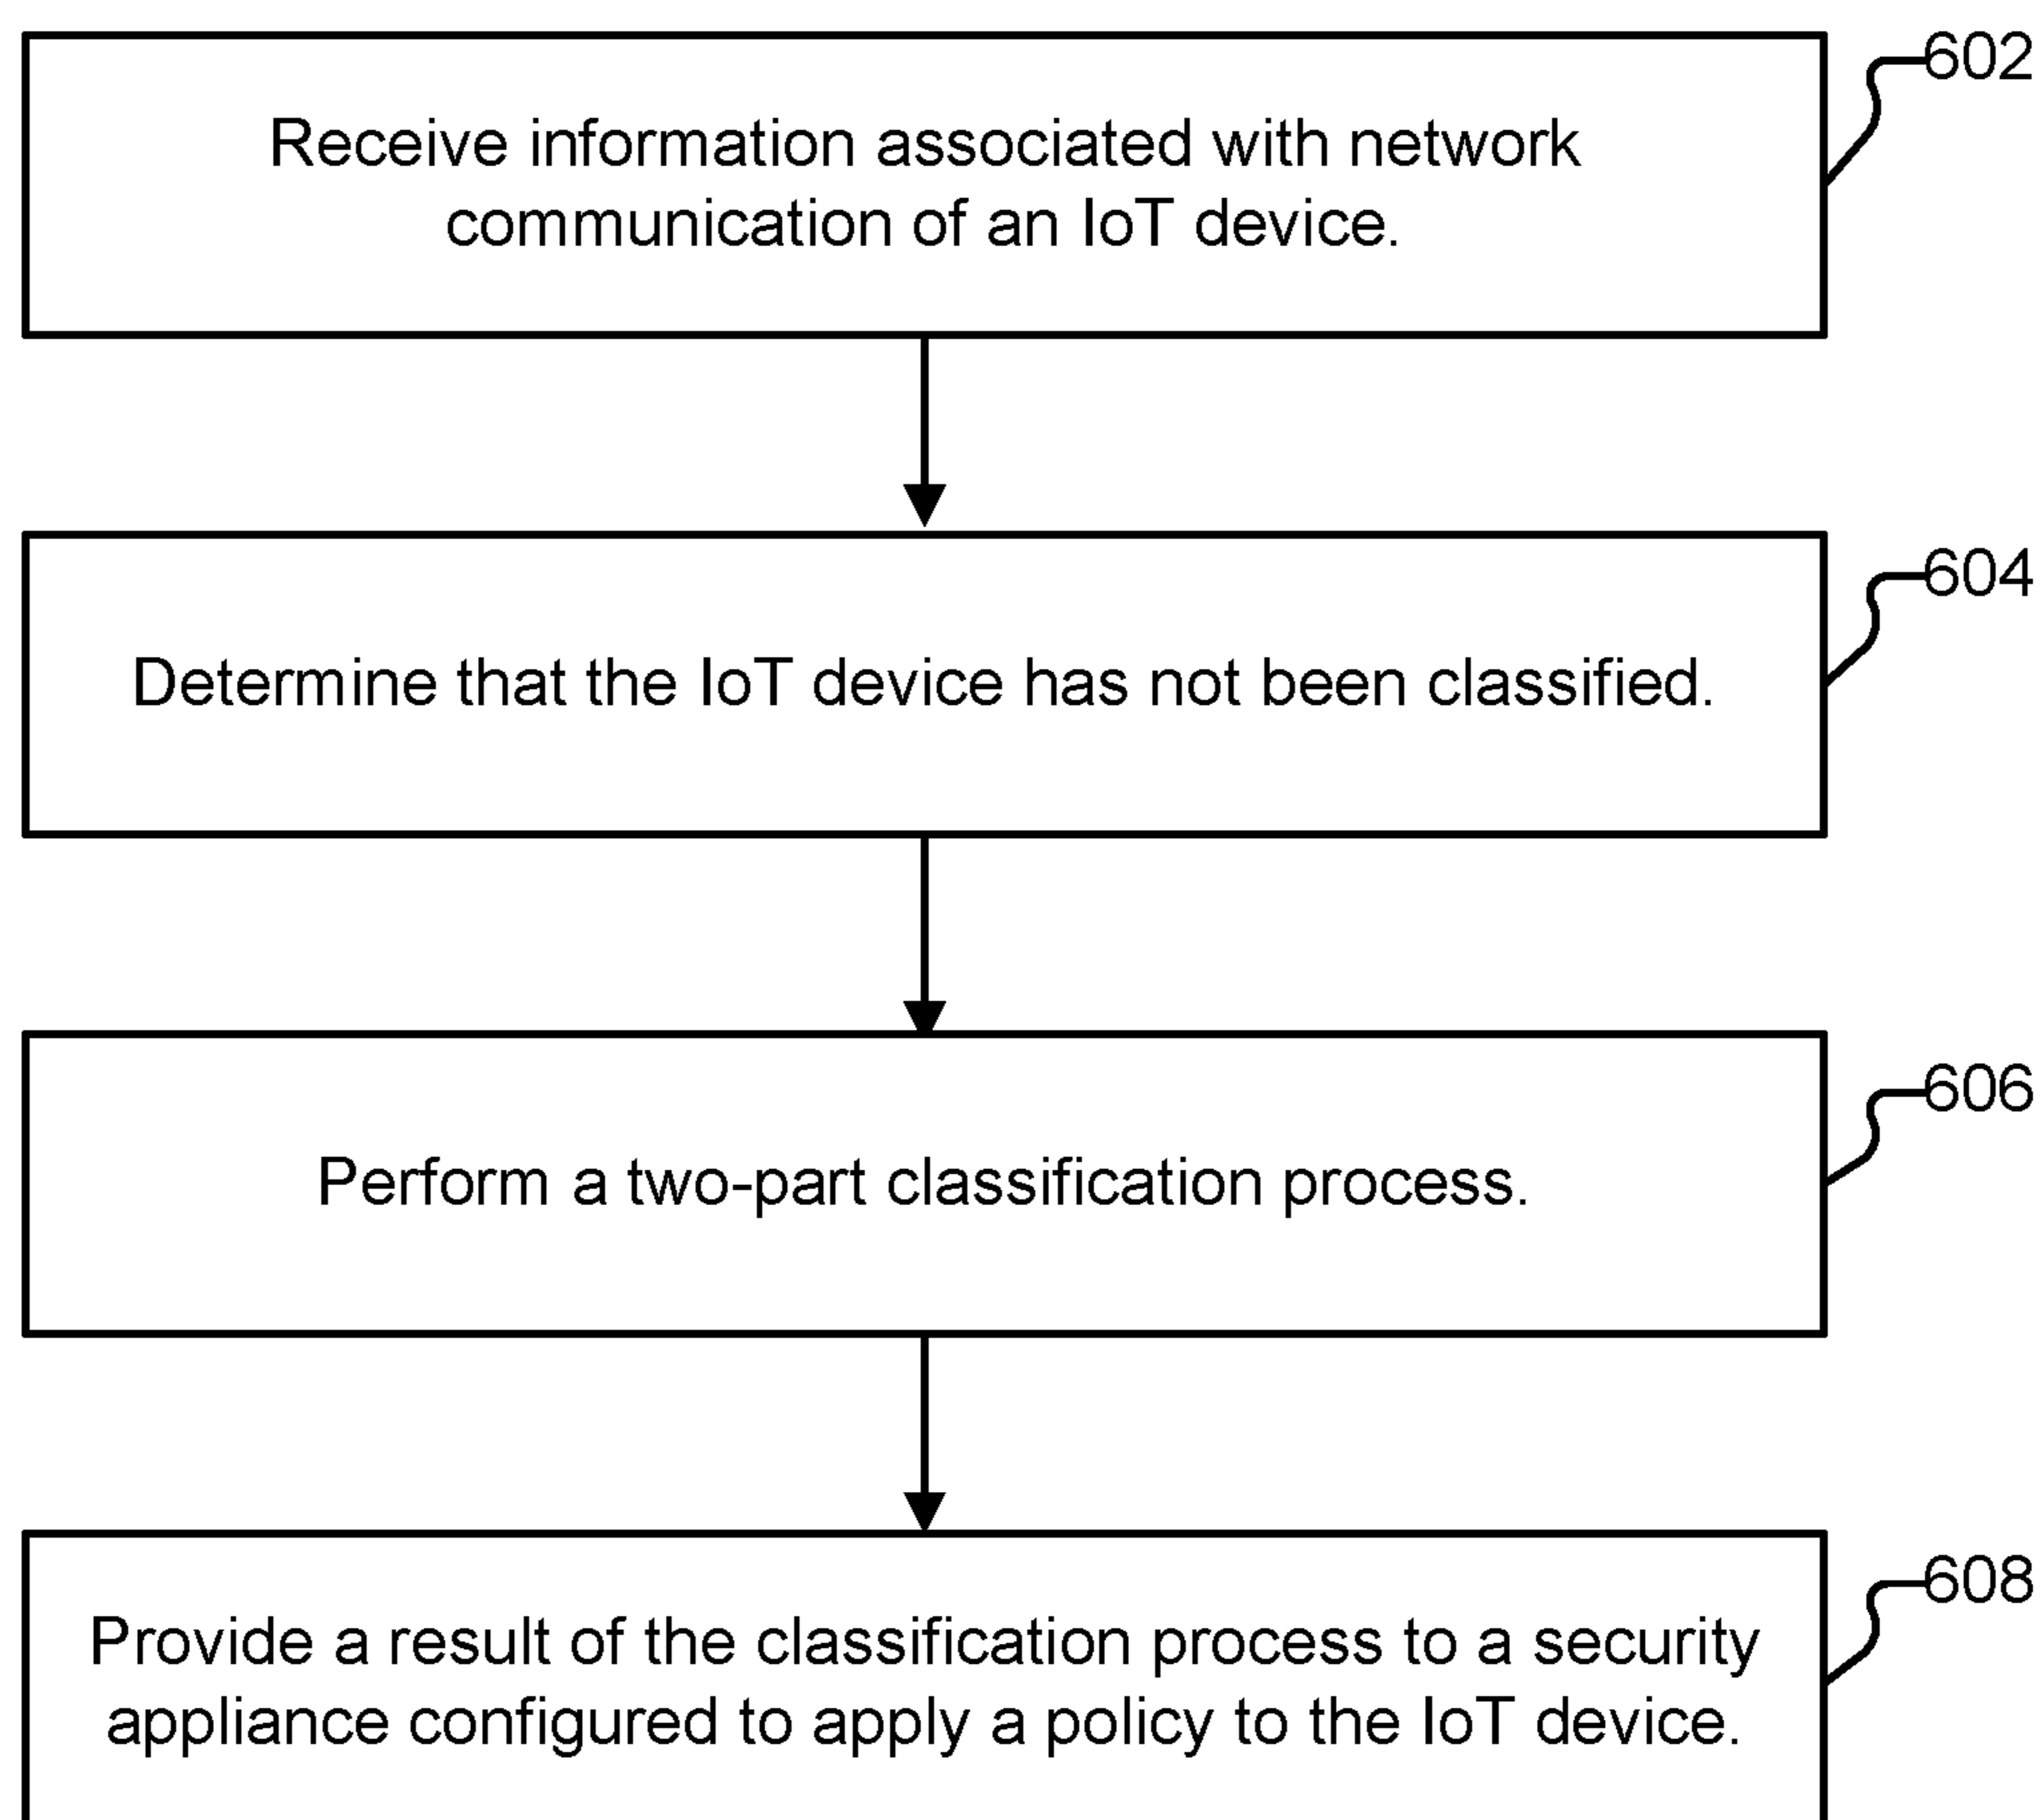 602
Receive information associated with network
communication of an IoT device.
604
Determine that the IoT device has not been classified.
606
Perform a two-part classification process.
608
Provide a result of the classification process to a security
appliance configured to apply a policy to the IoT device.